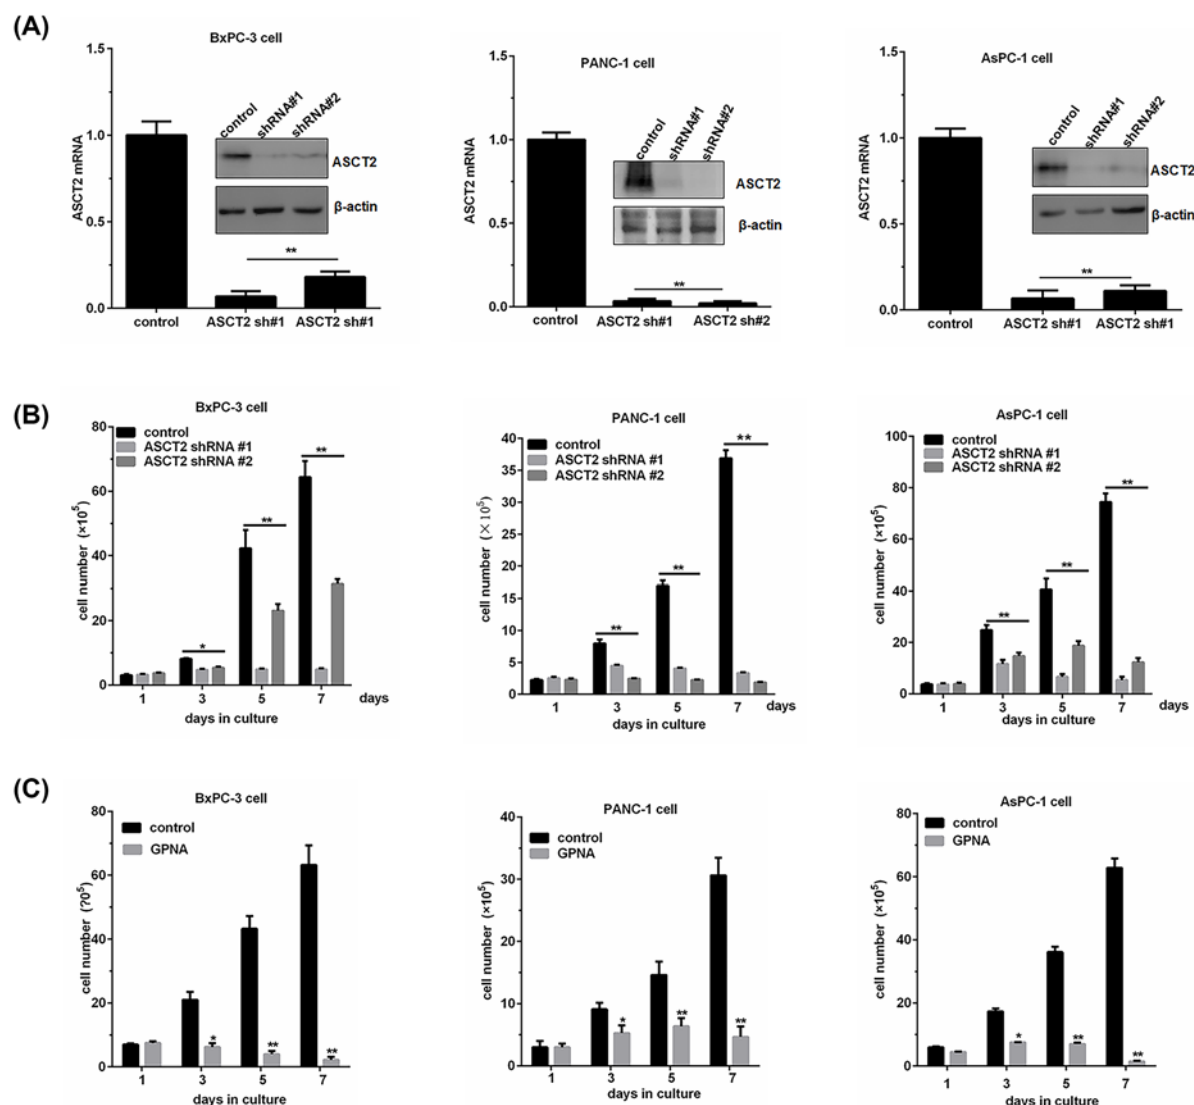 (A)
BxPC-3 cell
ASCT2 mRNA
1.5
1.0
0.5
0.0
control
shRNA#1
shRNA#2
ASCT2
β-actin
**
control
ASCT2 sh#1
ASCT2 sh#1
PANC-1 cell
ASCT2 mRNA
1.5
1.0
0.5
0.0
control
shRNA#1
shRNA#2
ASCT2
β-actin
**
control
ASCT2 sh#1
ASCT2 sh#2
AsPC-1 cell
ASCT2 mRNA
1.5
1.0
0.5
0.0
control
shRNA#1
shRNA#2
ASCT2
β-actin
**
control
ASCT2 sh#1
ASCT2 sh#1
(B)
BxPC-3 cell
cell number (×10⁵)
80
60
40
20
0
control
ASCT2 shRNA #1
ASCT2 shRNA #2
*
**
**
1
3
5
7
days
days in culture
PANC-1 cell
cell number (×10⁵)
40
35
30
25
20
15
10
5
0
control
ASCT2 shRNA #1
ASCT2 shRNA #2
**
**
**
1
3
5
7
days
days in culture
AsPC-1 cell
cell number (×10⁵)
100
80
60
40
20
0
control
ASCT2 shRNA #1
ASCT2 shRNA #2
**
**
**
1
3
5
7
days
days in culture
(C)
BxPC-3 cell
cell number (?0⁵)
80
60
40
20
0
control
GPNA
*
**
**
1
3
5
7
days in culture
PANC-1 cell
cell number (×10⁵)
40
30
20
10
0
control
GPNA
*
**
**
1
3
5
7
days in culture
AsPC-1 cell
cell number (×10⁵)
80
60
40
20
0
control
GPNA
*
**
**
1
3
5
7
days in culture